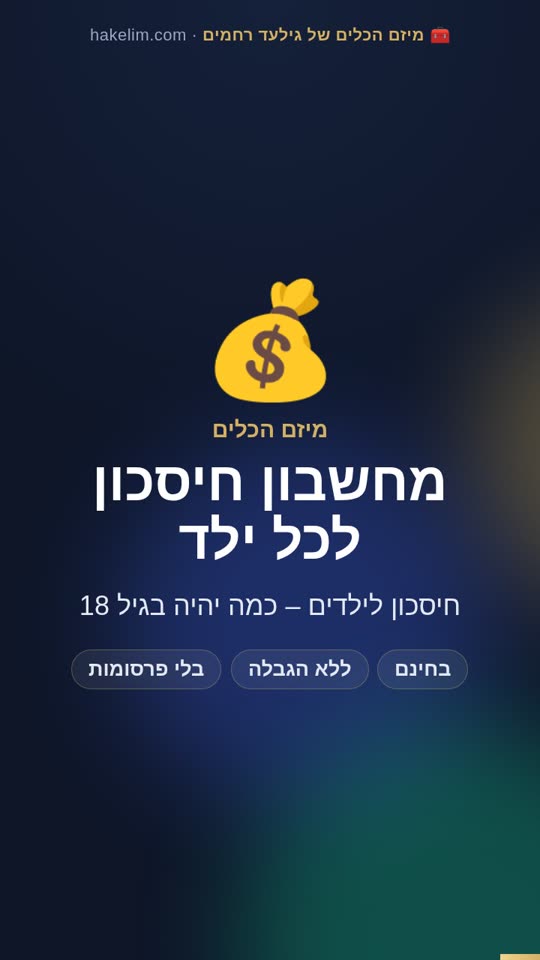 🧰 מיזם הכלים של גילעד רחמים · hakelim.com
מיזם הכלים
מחשבון חיסכון
לכל ילד
חיסכון לילדים – כמה יהיה בגיל 18
בחינם
ללא הגבלה
בלי פרסומות